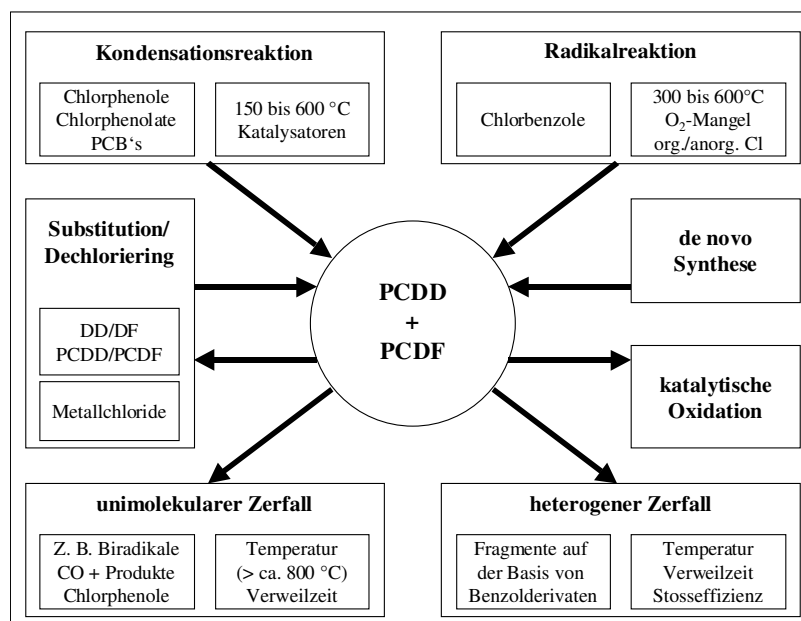 Kondensationsreaktion
Chlorphenole
Chlorphenolate
PCB‘s
150 bis 600 °C
Katalysatoren
Radikalreaktion
Chlorbenzole
300 bis 600°C
O₂-Mangel
org./anorg. Cl
Substitution/
Dechloriering
DD/DF
PCDD/PCDF
Metallchloride
PCDD
+
PCDF
de novo
Synthese
katalytische
Oxidation
unimolekularer Zerfall
Z. B. Biradikale
CO + Produkte
Chlorphenole
Temperatur
(> ca. 800 °C)
Verweilzeit
heterogener Zerfall
Fragmente auf
der Basis von
Benzolderivaten
Temperatur
Verweilzeit
Stosseffizienz